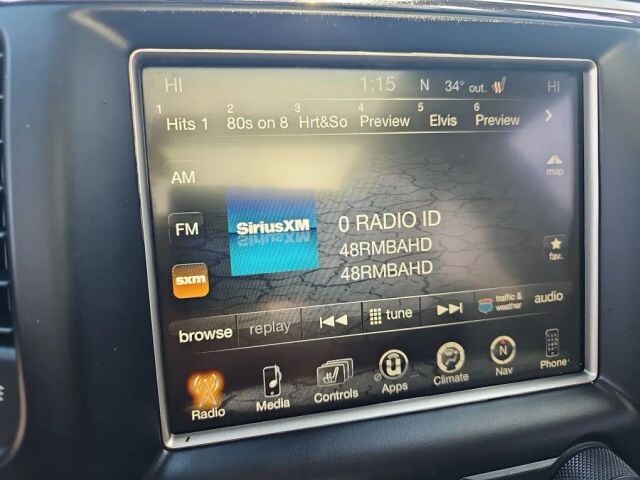 HI 1:15 N 34° out. HI
1 2 3 4 5 6
Hits 1 80s on 8 Hrt&So Preview Elvis Preview
AM
map
SiriusXM
0 RADIO ID
FM
48RMBAHD
fav.
sxm
48RMBAHD
browse replay tune traffic & weather audio
Radio Media Controls Apps Climate Nav Phone